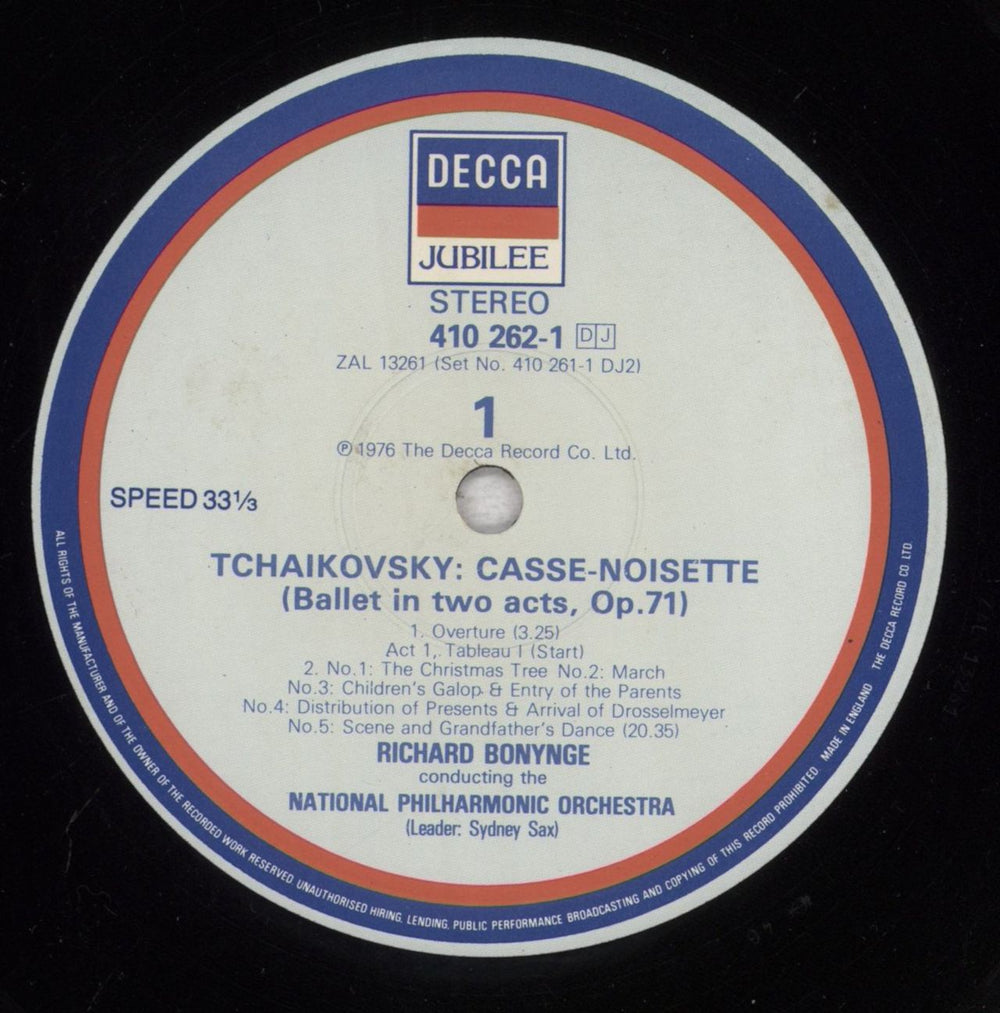 DECCA
JUBILEE
STEREO
410 262-1 DJ
ZAL 13261 (Set No. 410 261-1 DJ2)
1
℗ 1976 The Decca Record Co. Ltd.
SPEED 33⅓
TCHAIKOVSKY: CASSE-NOISETTE
(Ballet in two acts, Op.71)
1. Overture (3.25)
Act 1, Tableau I (Start)
2. No.1: The Christmas Tree No.2: March
No.3: Children's Galop & Entry of the Parents
No.4: Distribution of Presents & Arrival of Drosselmeyer
No.5: Scene and Grandfather's Dance (20.35)
RICHARD BONYNGE
conducting the
NATIONAL PHILHARMONIC ORCHESTRA
(Leader: Sydney Sax)
ALL RIGHTS OF THE MANUFACTURER AND OF THE OWNER OF THE RECORDED WORK RESERVED. UNAUTHORISED HIRING, LENDING, PUBLIC PERFORMANCE BROADCASTING AND COPYING OF THIS RECORD PROHIBITED MADE IN ENGLAND THE DECCA RECORD CO. LTD.